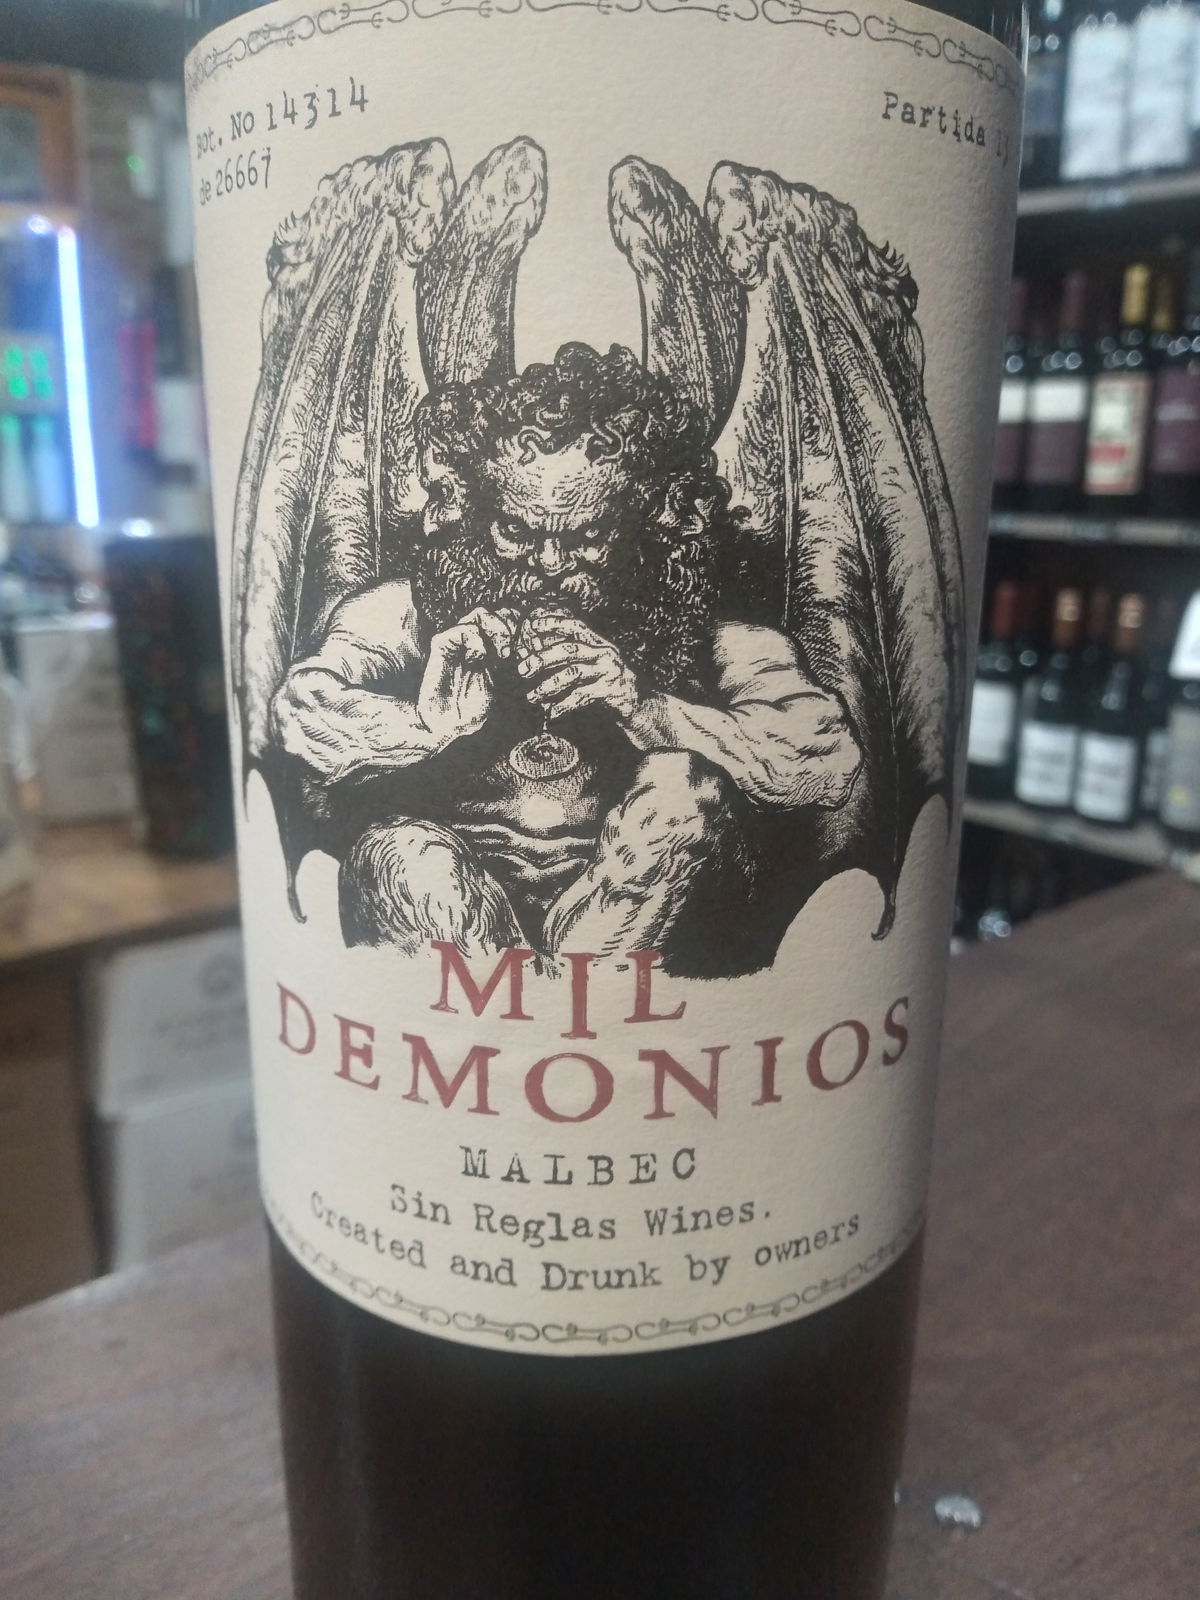 Bot. No 14314
de 26667
Partida
MIL
DEMONIOS
MALBEC
Sin Reglas Wines.
Created and Drunk by owners